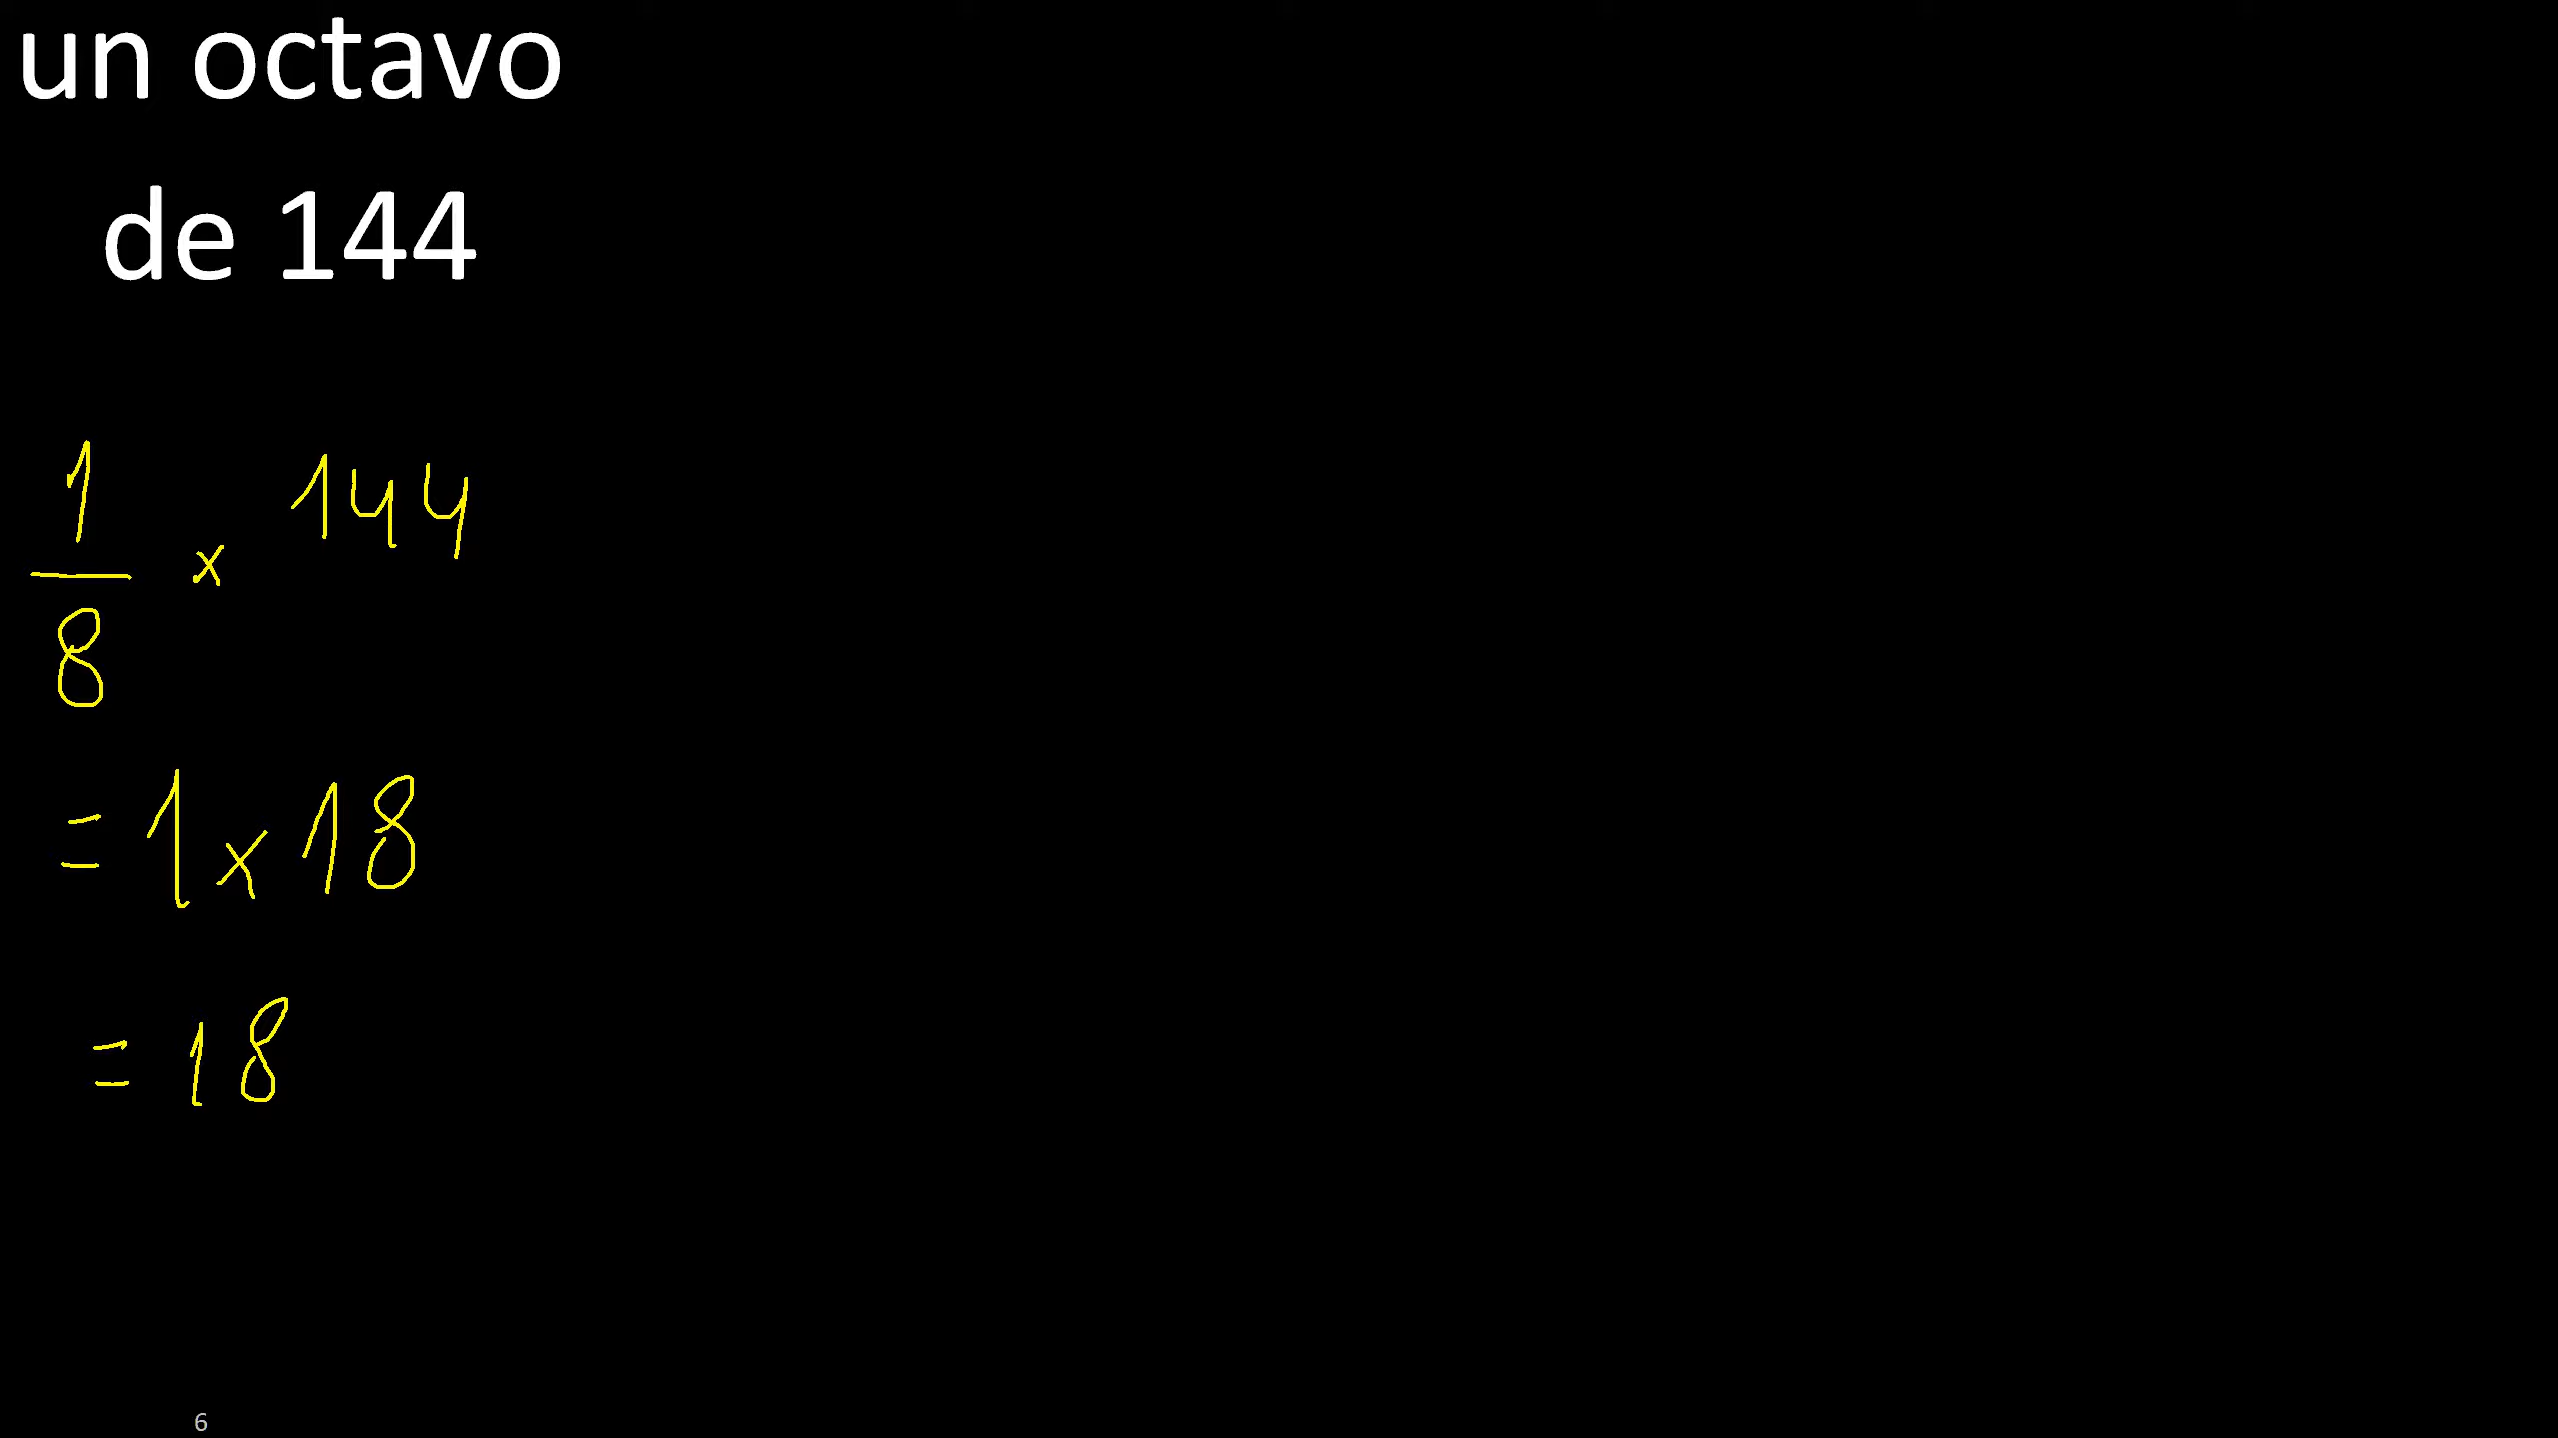 un octavo
de 144
1/8 x 144
= 1 x 18
= 18
6